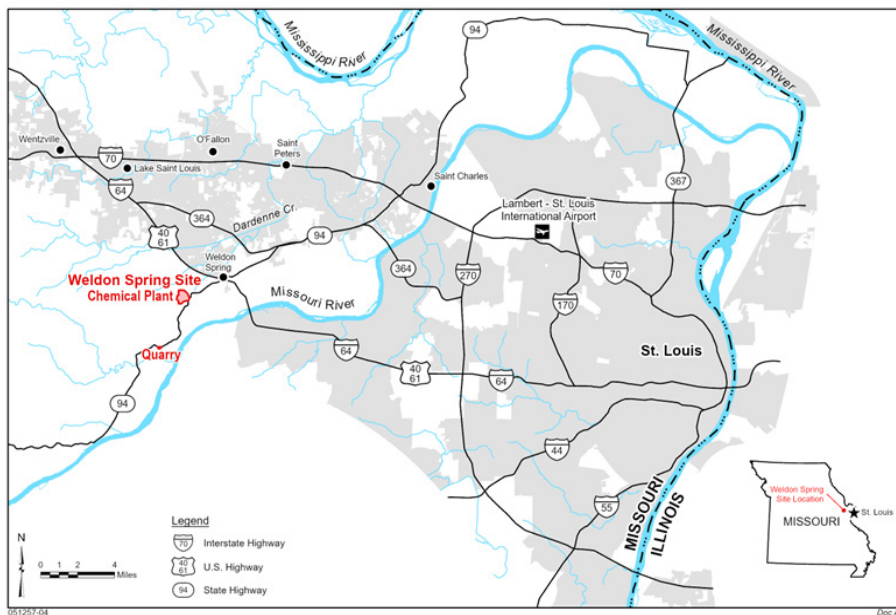 94
Mississippi River
Mississippi River
Wentzville
O'Fallon
Saint
Peters
70
Lake Saint Louis
64
Saint Charles
367
364
Dardenne Cr.
Lambert - St. Louis
International Airport
40
61
94
Weldon
Spring
364
270
70
Weldon Spring Site
Chemical Plant
Missouri River
170
Quarry
64
St. Louis
40
61
64
94
44
55
MISSOURI
ILLINOIS
Weldon Spring
Site Location
St. Louis
MISSOURI
Legend
70
Interstate Highway
40
61
U.S. Highway
94
State Highway
N
0 2 4
Miles
051257-04